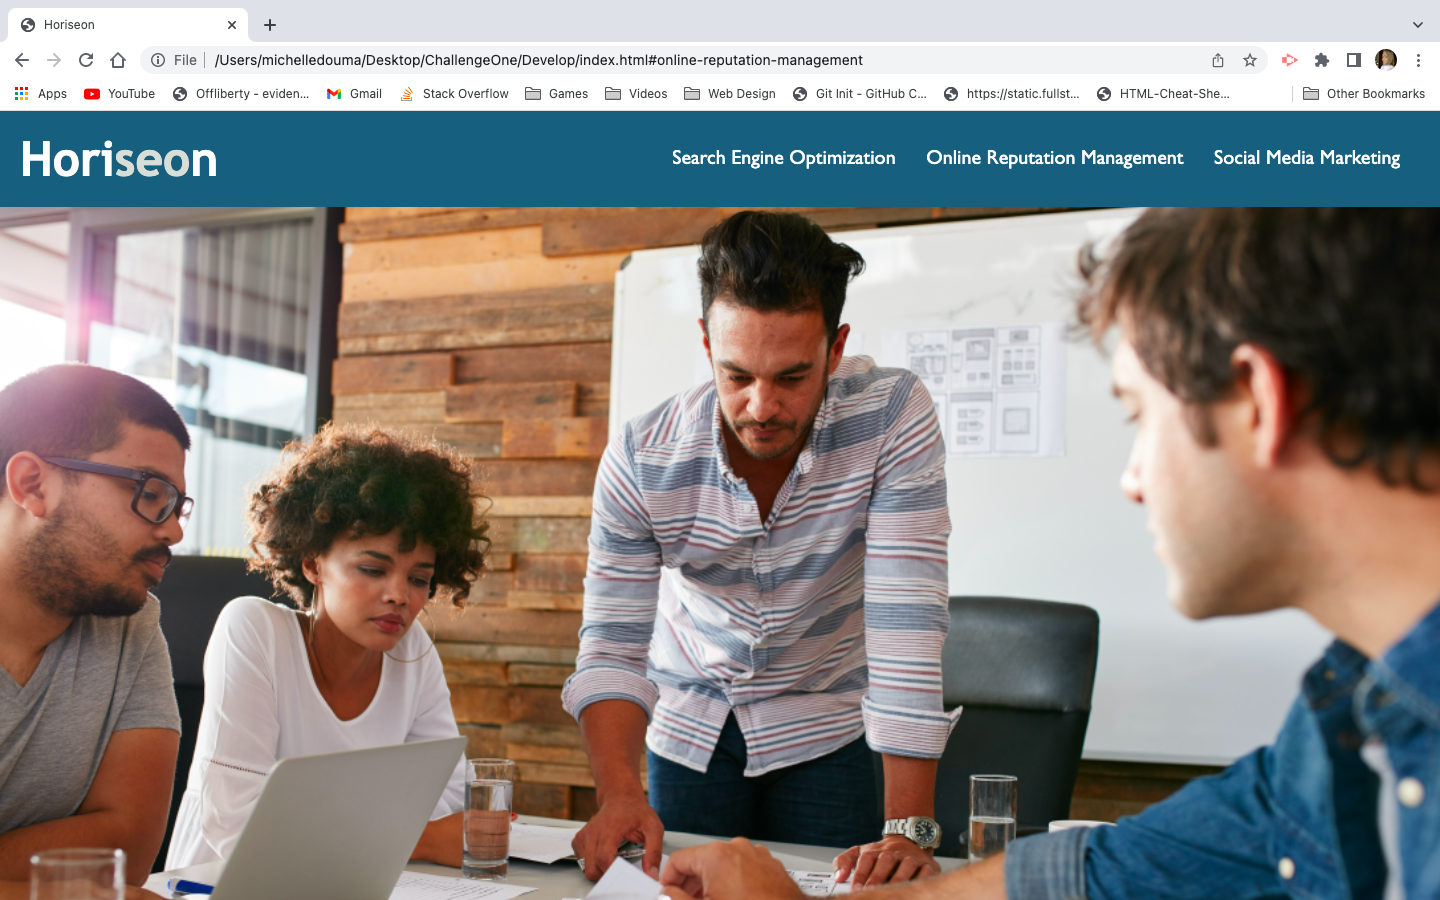 Horiseon
File
/Users/michelledouma/Desktop/ChallengeOne/Develop/index.html#online-reputation-management
Apps YouTube Offliberty - eviden... Gmail Stack Overflow Games Videos Web Design Git Init - GitHub C... https://static.fullst... HTML-Cheat-She... Other Bookmarks
Horiseon
Search Engine Optimization Online Reputation Management Social Media Marketing